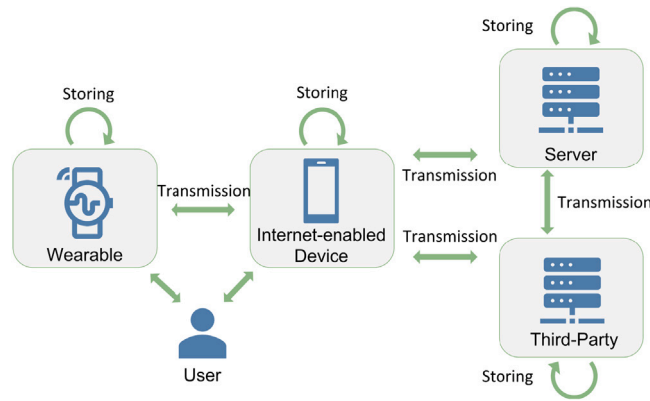 Storing
Storing
Storing
Server
Transmission
Transmission
Wearable
Internet-enabled
Device
Transmission
Transmission
Third-Party
User
Storing